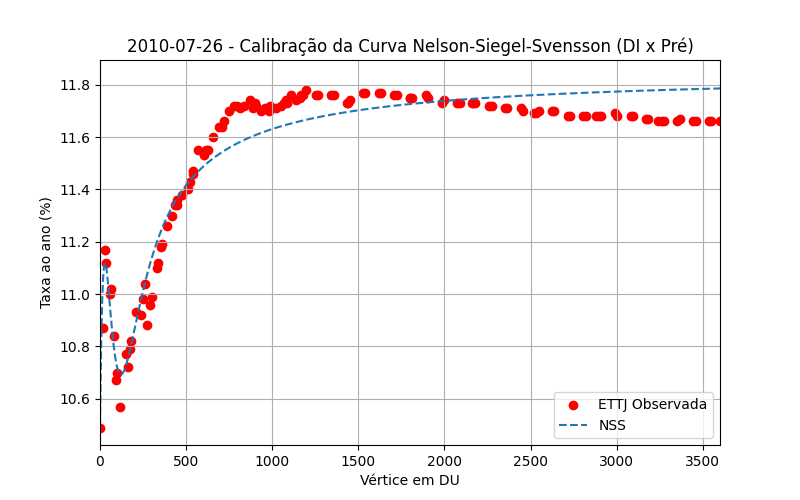 2010-07-26 - Calibração da Curva Nelson-Siegel-Svensson (DI x Pré)
Taxa ao ano (%)
11.8
11.6
11.4
11.2
11.0
10.8
10.6
ETTJ Observada
NSS
0 500 1000 1500 2000 2500 3000 3500
Vértice em DU